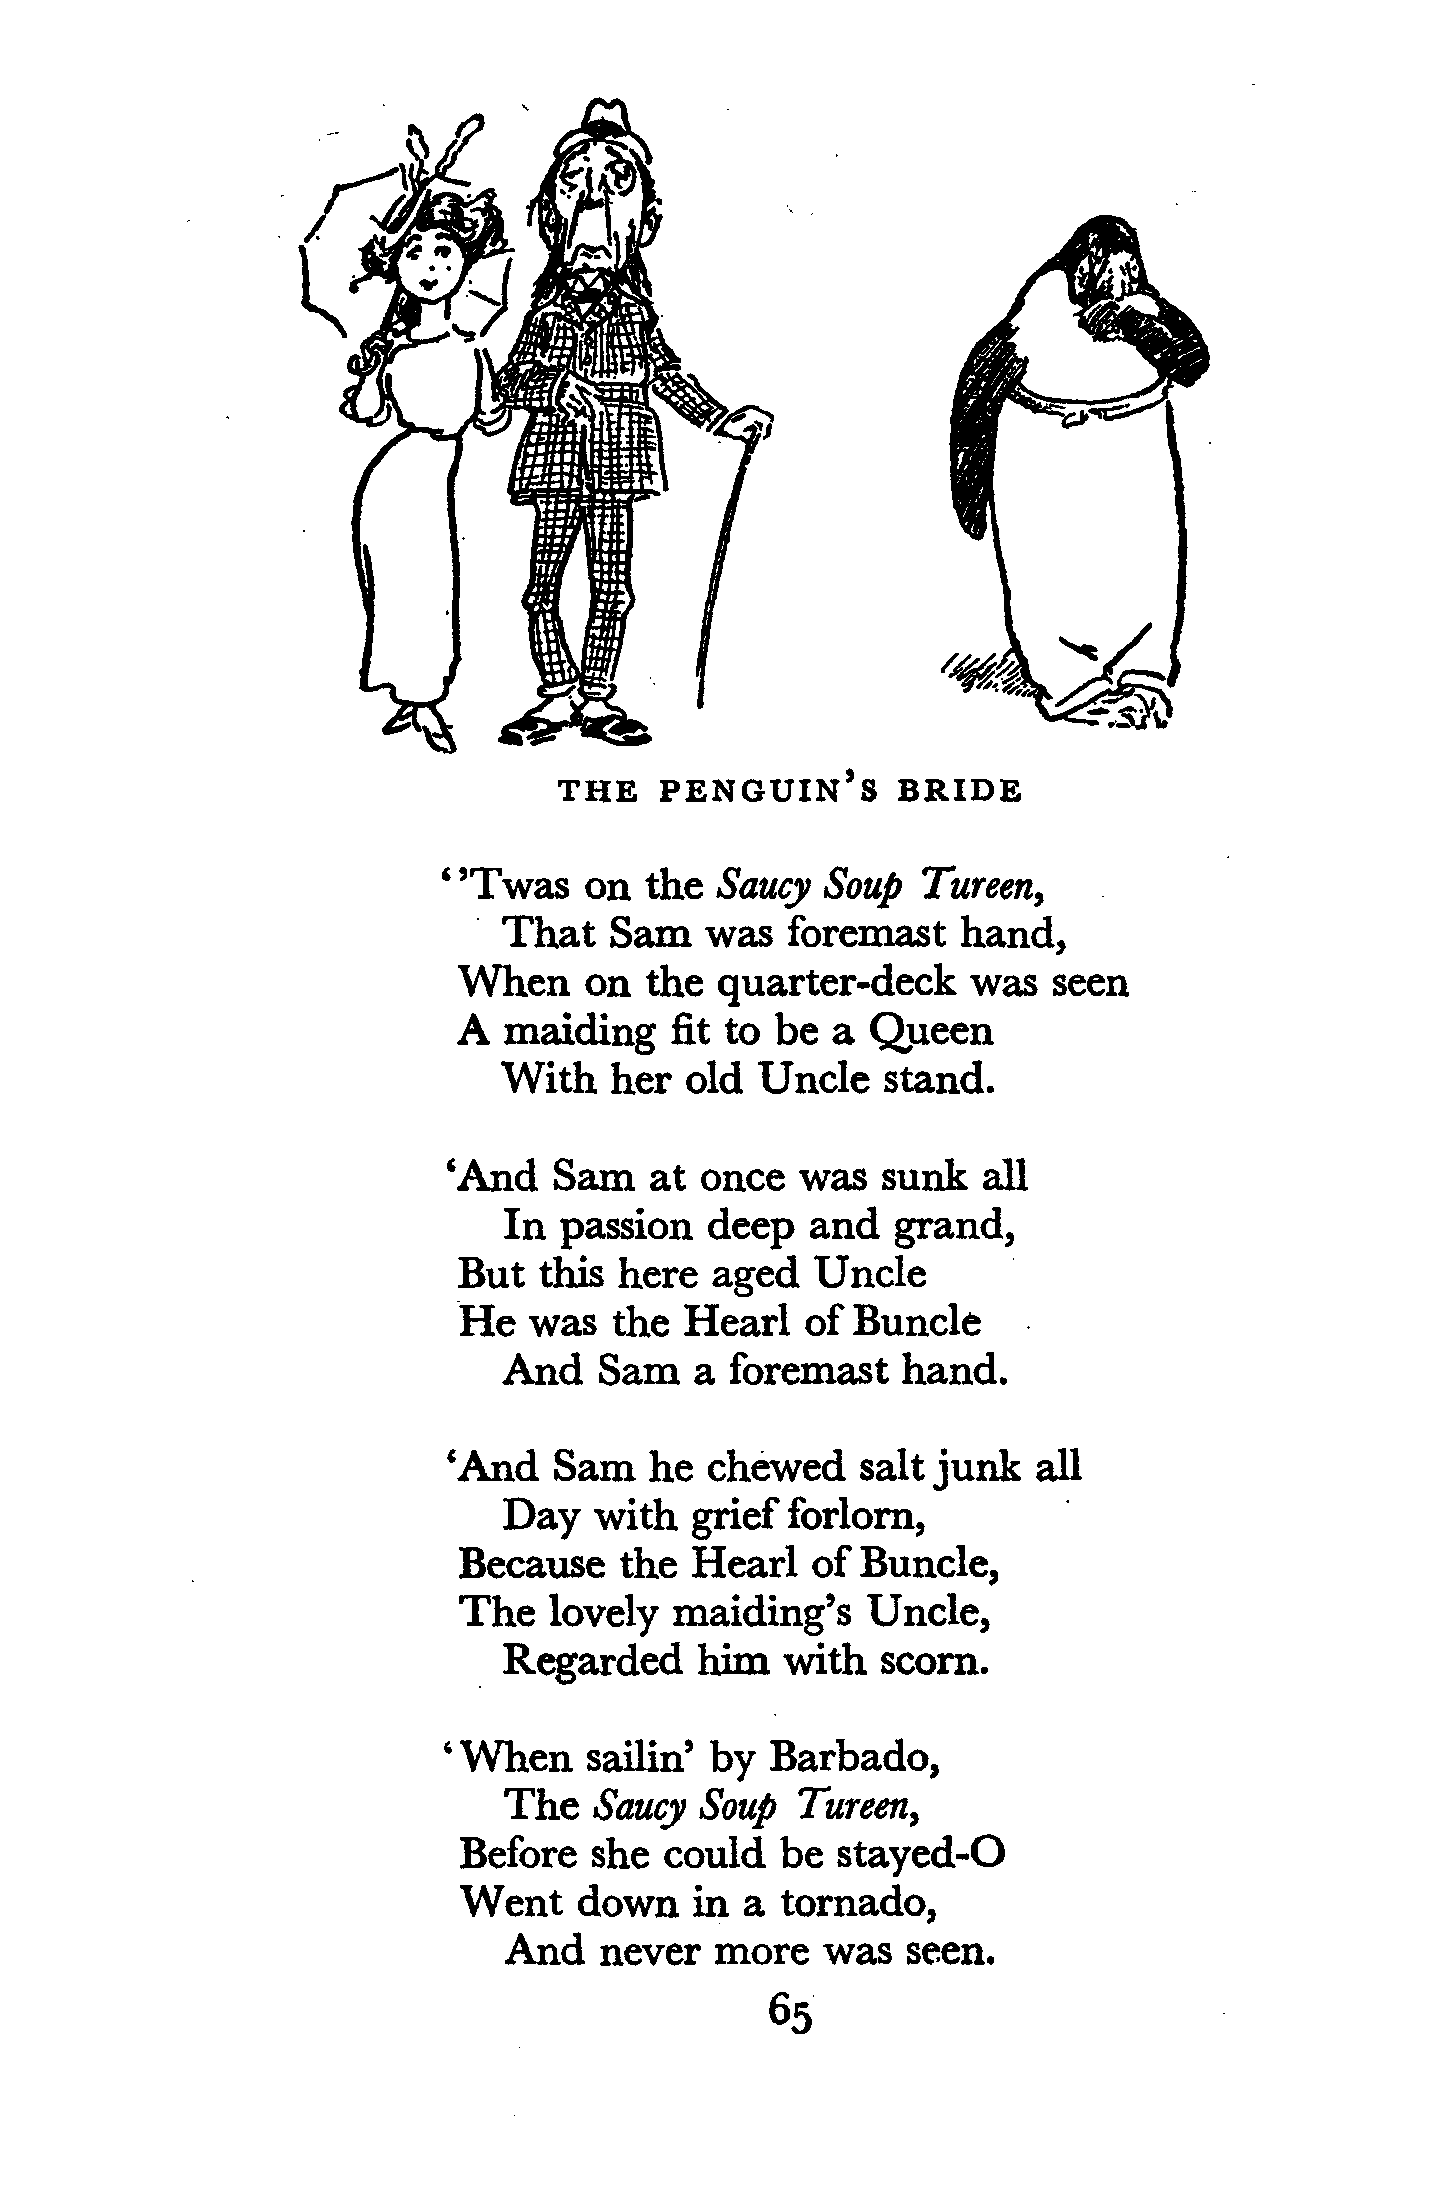 THE PENGUIN'S BRIDE
‘’Twas on the Saucy Soup Tureen,
That Sam was foremast hand,
When on the quarter-deck was seen
A maiding fit to be a Queen
With her old Uncle stand.
‘And Sam at once was sunk all
In passion deep and grand,
But this here aged Uncle
He was the Hearl of Buncle
And Sam a foremast hand.
‘And Sam he chewed salt junk all
Day with grief forlorn,
Because the Hearl of Buncle,
The lovely maiding’s Uncle,
Regarded him with scorn.
‘When sailin’ by Barbado,
The Saucy Soup Tureen,
Before she could be stayed-O
Went down in a tornado,
And never more was seen.
65